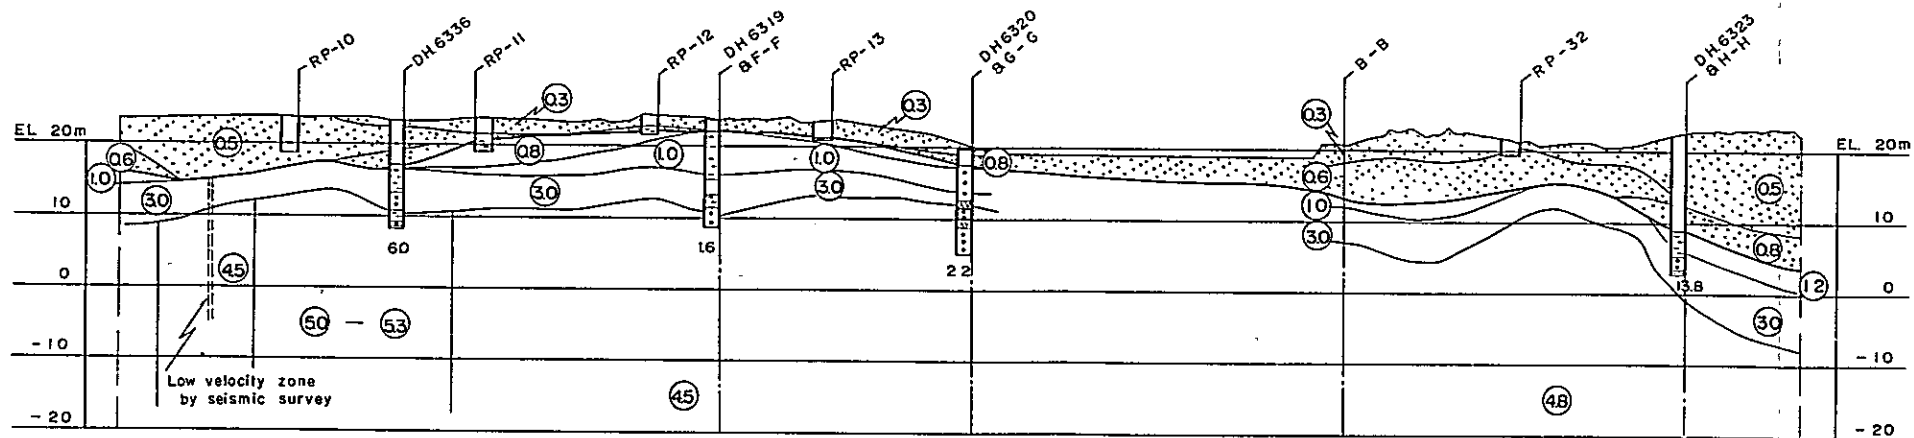 RP-10
DH.6336
RP-11
RP-12
DH.6319
& F-F
RP-13
DH6320
& G-G
B-B
RP-32
DH.6323
& H-H
EL 20m
10
0
-10
-20
EL. 20m
10
0
-10
-20
0.3
0.3
0.3
0.5
0.6
1.0
3.0
0.8
1.0
3.0
1.0
3.0
0.8
0.6
1.0
3.0
0.5
0.8
1.2
3.0
6.0
1.6
2.2
13.8
4.5
5.0 — 5.3
4.5
4.8
Low velocity zone
by seismic survey